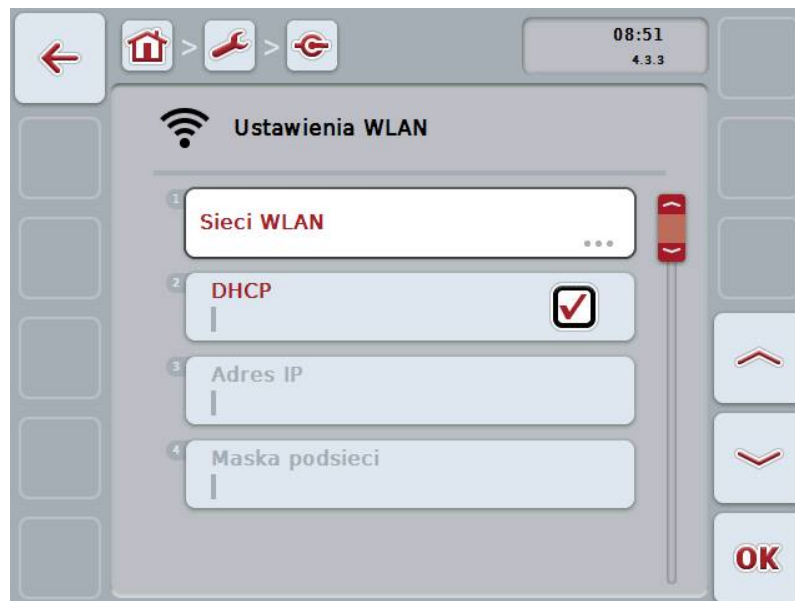 08:51
4.3.3
Ustawienia WLAN
1
Sieci WLAN
...
2
DHCP
3
Adres IP
4
Maska podsieci
OK